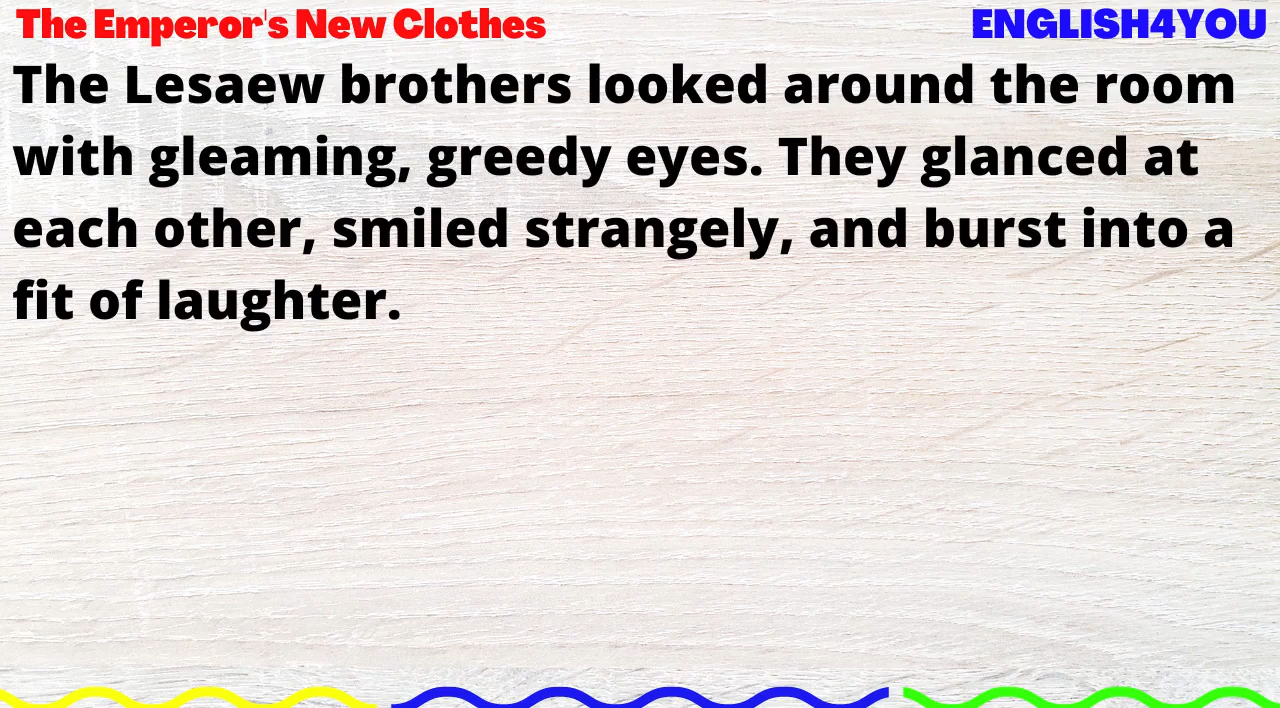 The Emperor's New Clothes
ENGLISH4YOU
The Lesaew brothers looked around the room
with gleaming, greedy eyes. They glanced at
each other, smiled strangely, and burst into a
fit of laughter.